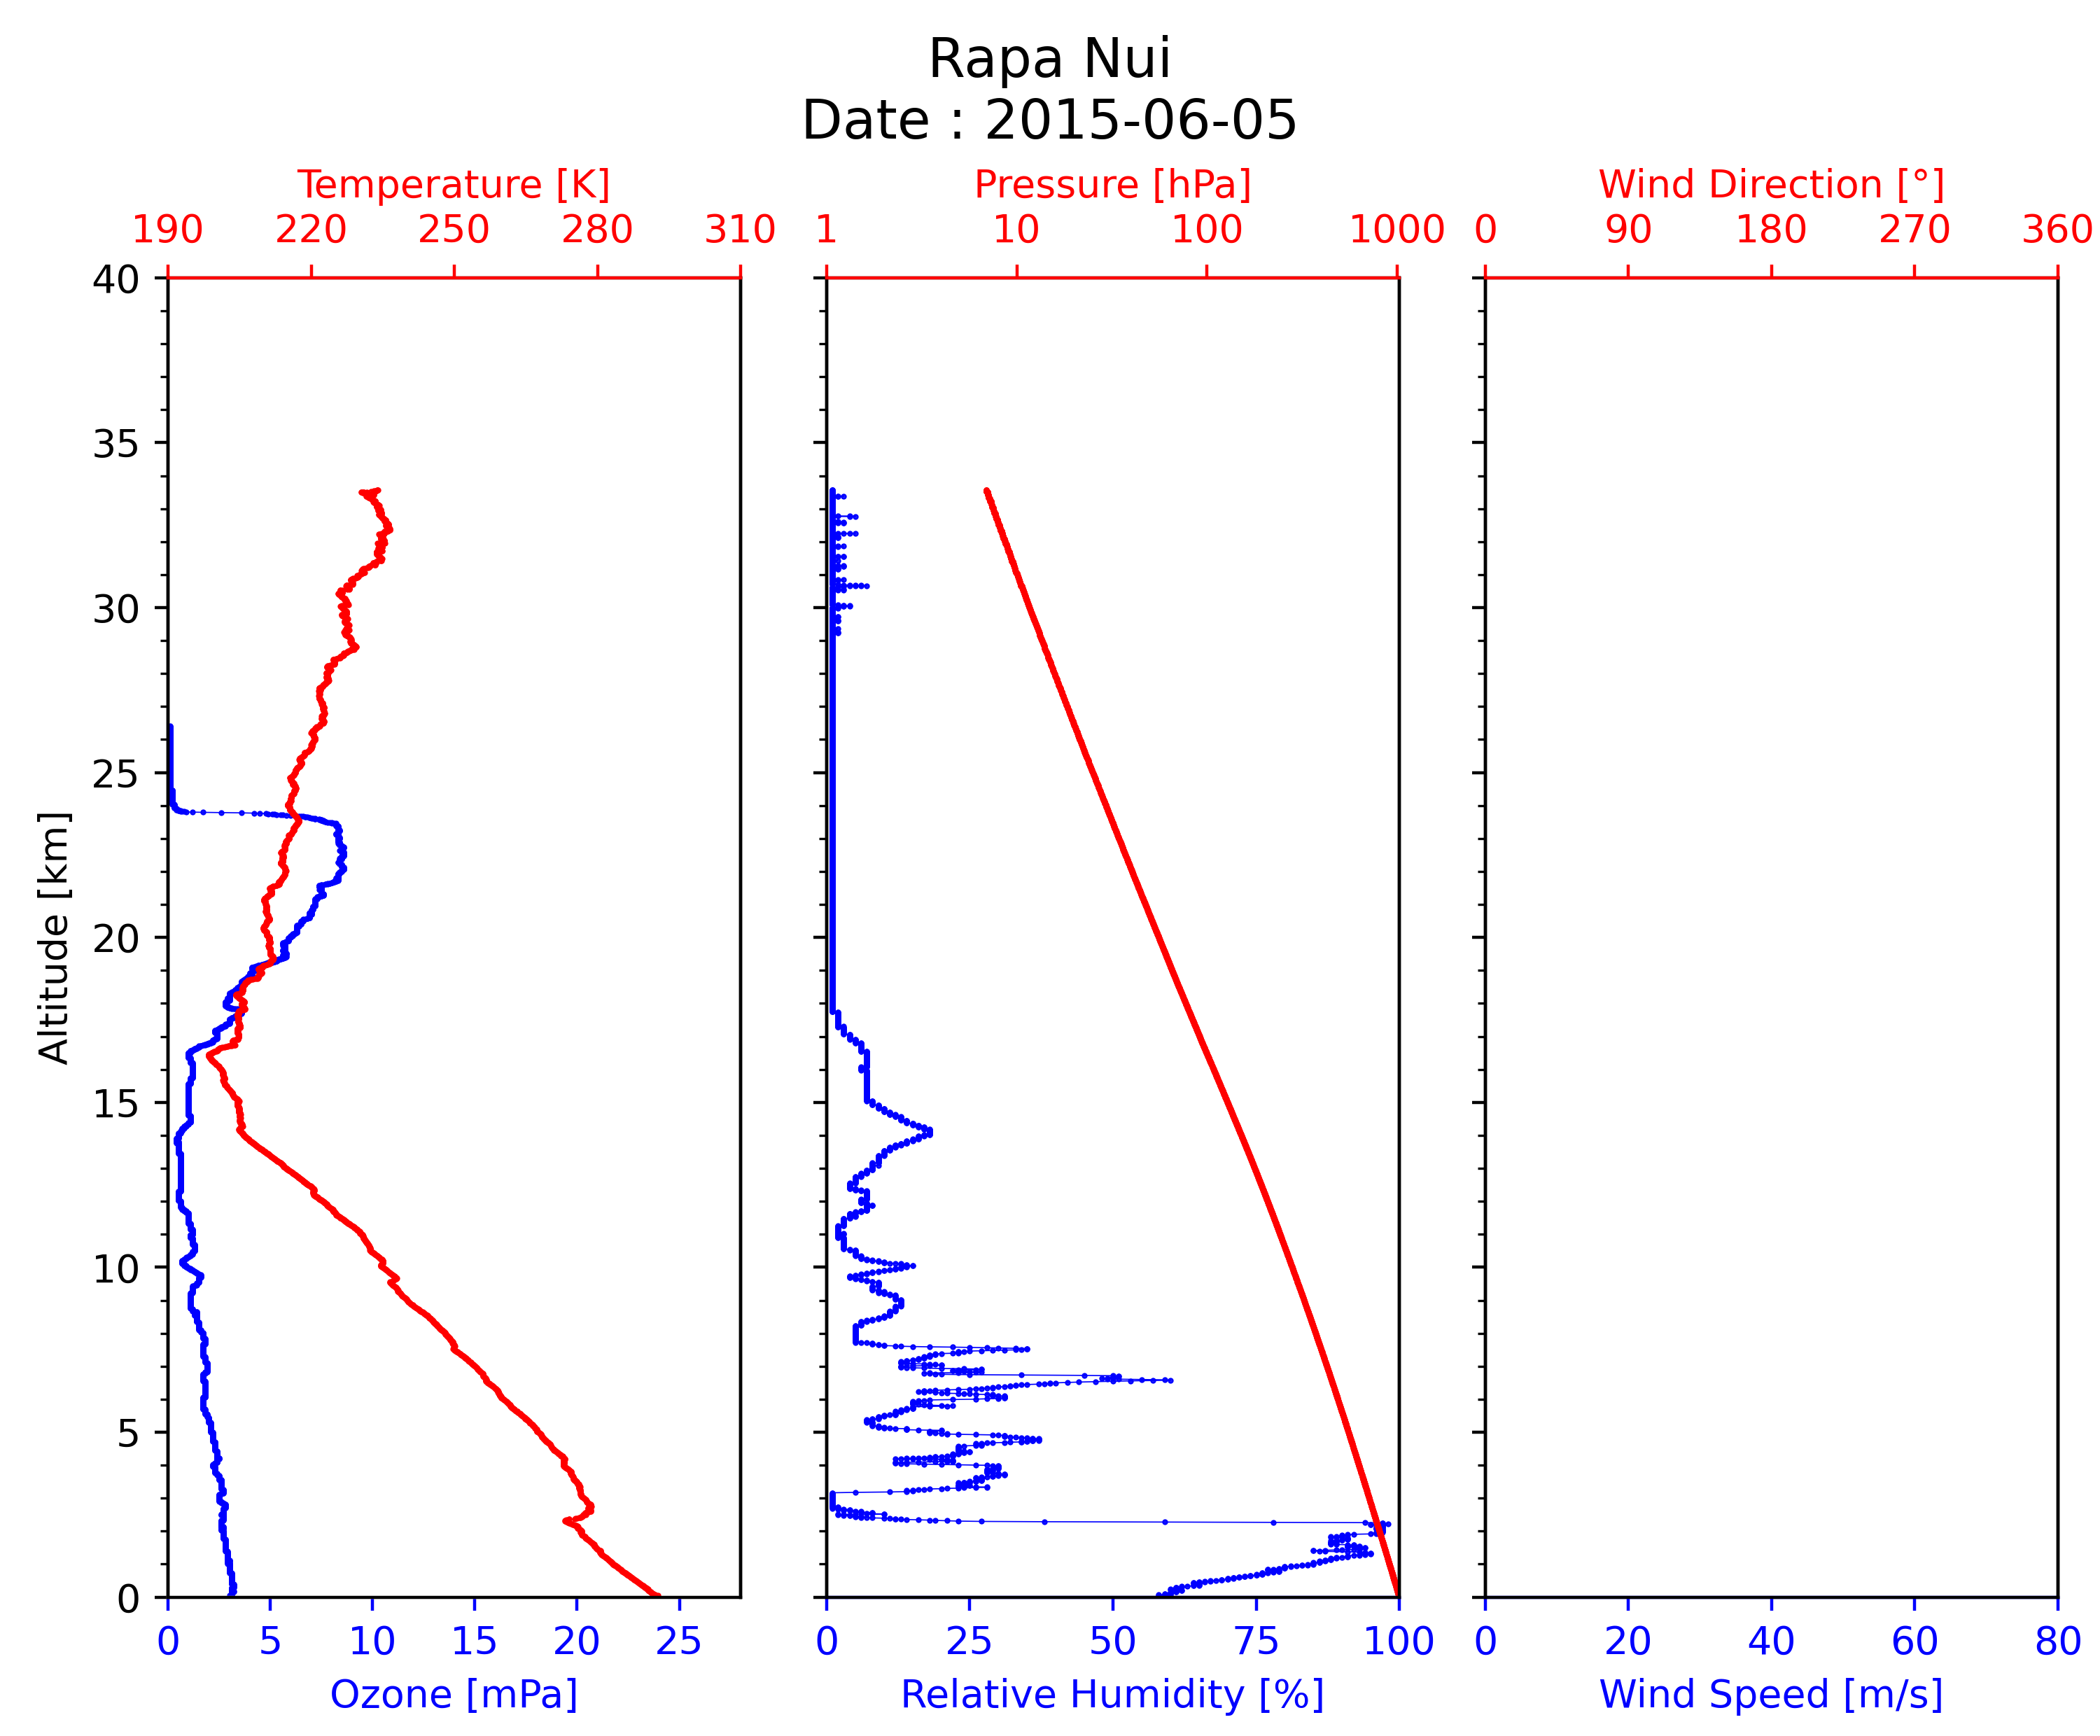 Rapa Nui
Date : 2015-06-05
Temperature [K] Pressure [hPa] Wind Direction [°]
190 220 250 280 310 1 10 100 1000 0 90 180 270 360
40
35
30
25
20
15
10
5
0
Altitude [km]
0 5 10 15 20 25 0 25 50 75 100 0 20 40 60 80
Ozone [mPa] Relative Humidity [%] Wind Speed [m/s]